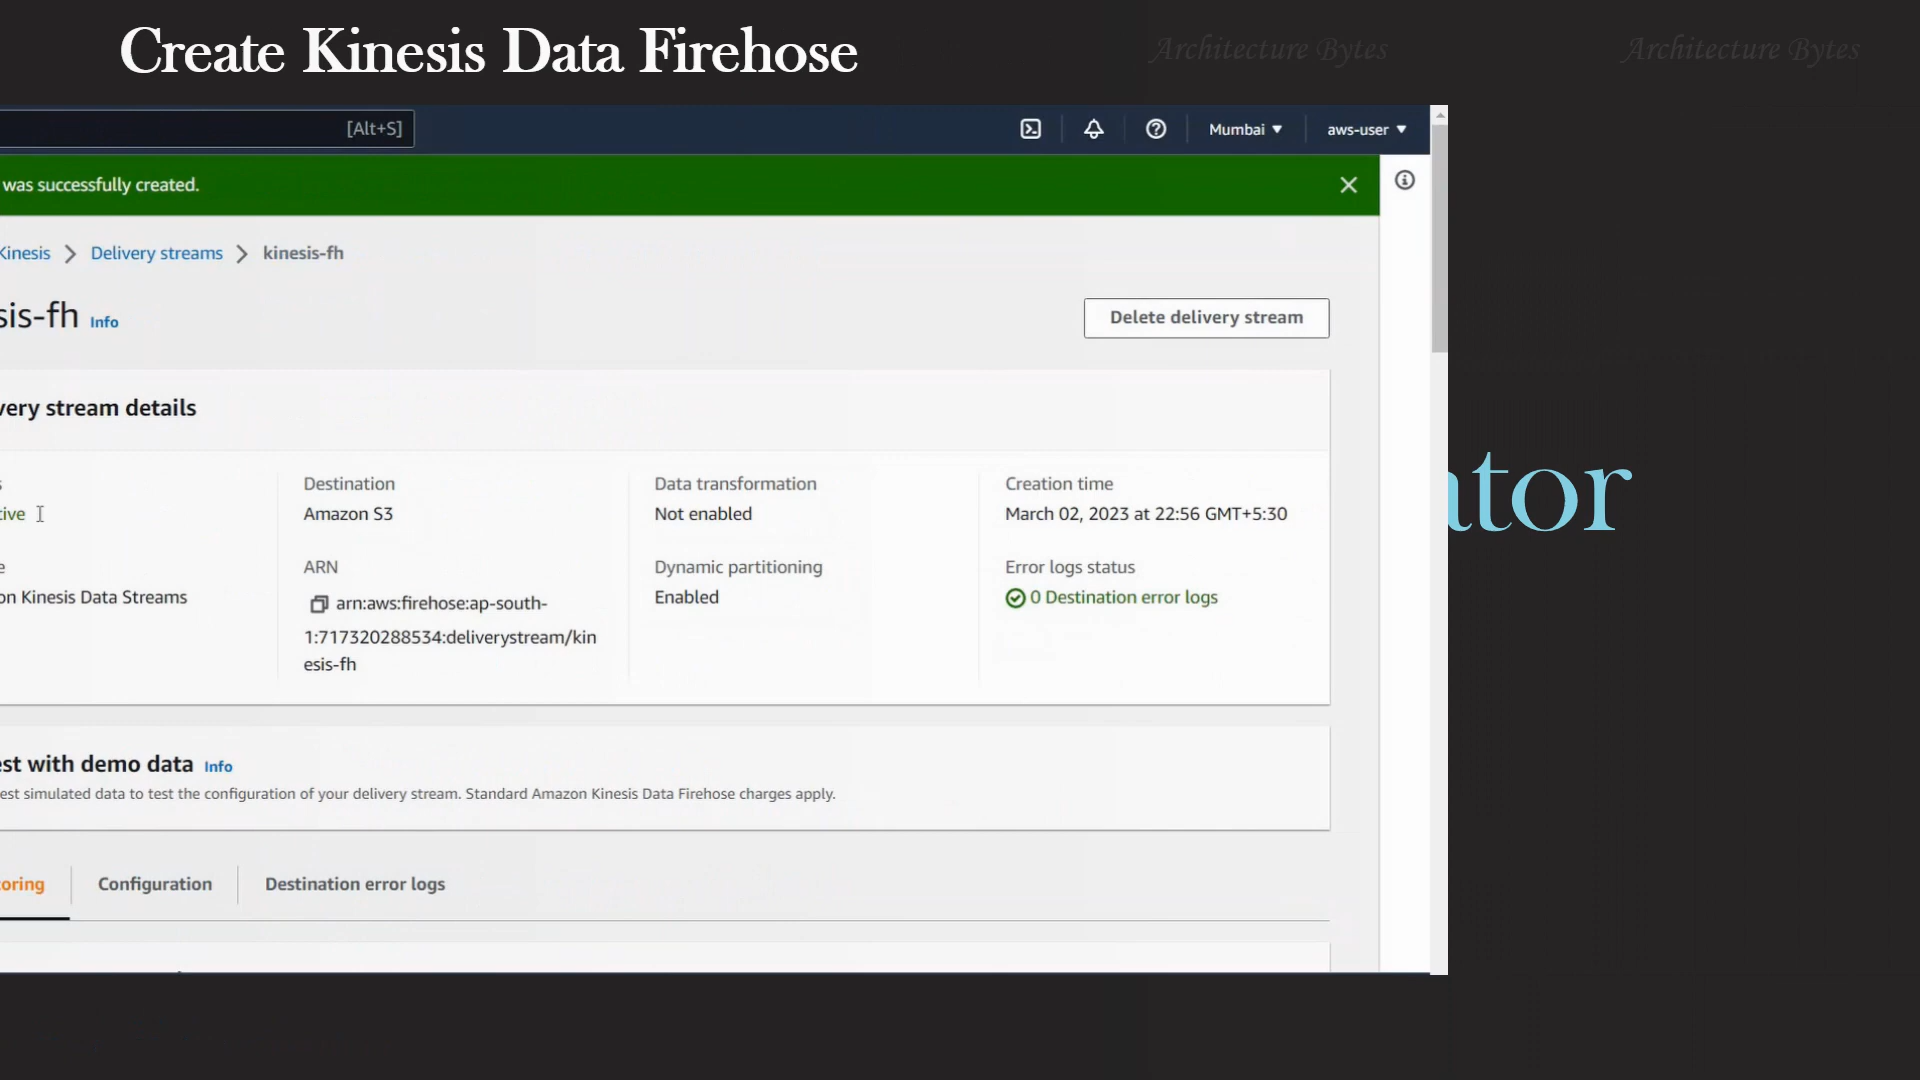 Create Kinesis Data Firehose
Architecture Bytes
Architecture Bytes
[Alt+S]
Mumbai
aws-user
was successfully created.
Kinesis
Delivery streams
kinesis-fh
sis-fh Info
Delete delivery stream
very stream details
Destination
Amazon S3
Data transformation
Not enabled
Creation time
March 02, 2023 at 22:56 GMT+5:30
tive
ARN
arn:aws:firehose:ap-south-
1:717320288534:deliverystream/kin
esis-fh
Dynamic partitioning
Enabled
Error logs status
0 Destination error logs
on Kinesis Data Streams
ator
est with demo data Info
est simulated data to test the configuration of your delivery stream. Standard Amazon Kinesis Data Firehose charges apply.
toring
Configuration
Destination error logs